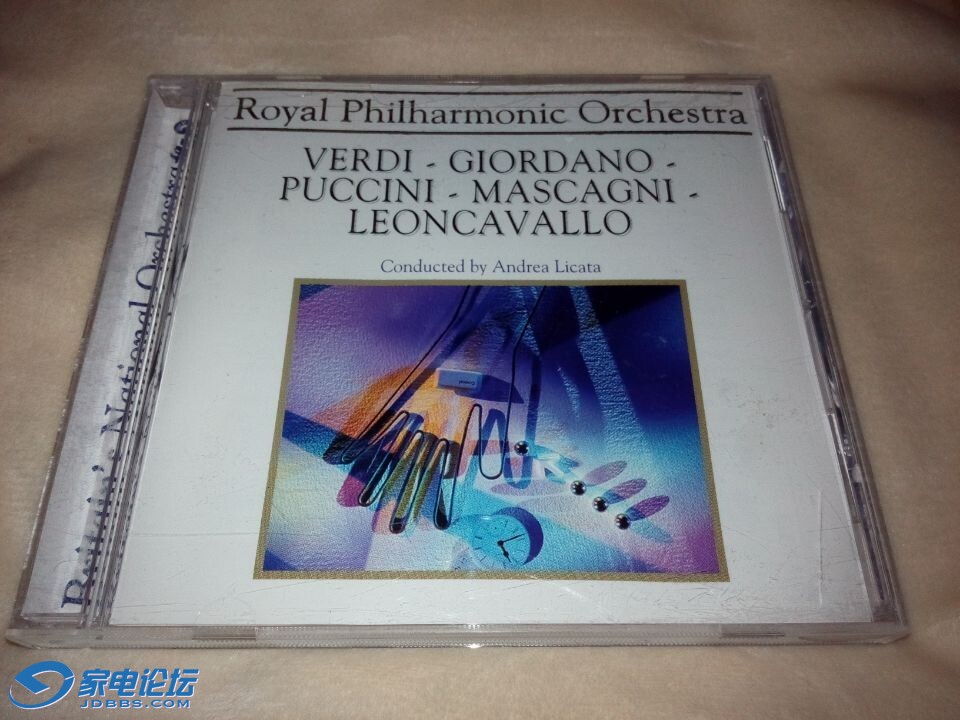 Royal Philharmonic Orchestra
VERDI - GIORDANO -
PUCCINI - MASCAGNI -
LEONCAVALLO
Conducted by Andrea Licata
Britain's National Orchestra
家电论坛
JDBBS.COM